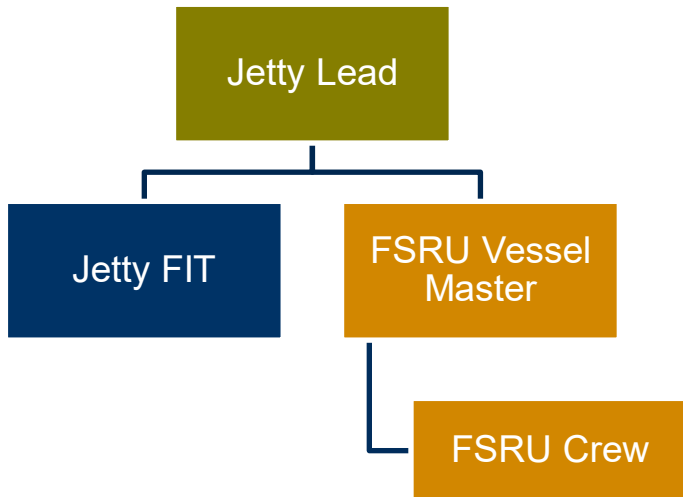 Jetty Lead
Jetty FIT
FSRU Vessel
Master
FSRU Crew